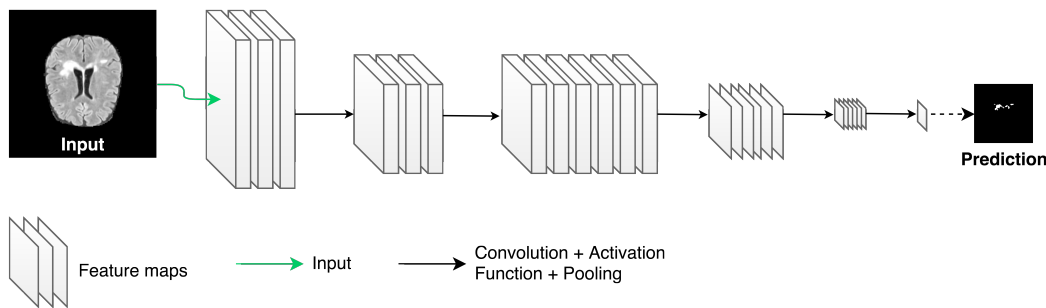 Input
Prediction
Feature maps
Input
Convolution + Activation
Function + Pooling